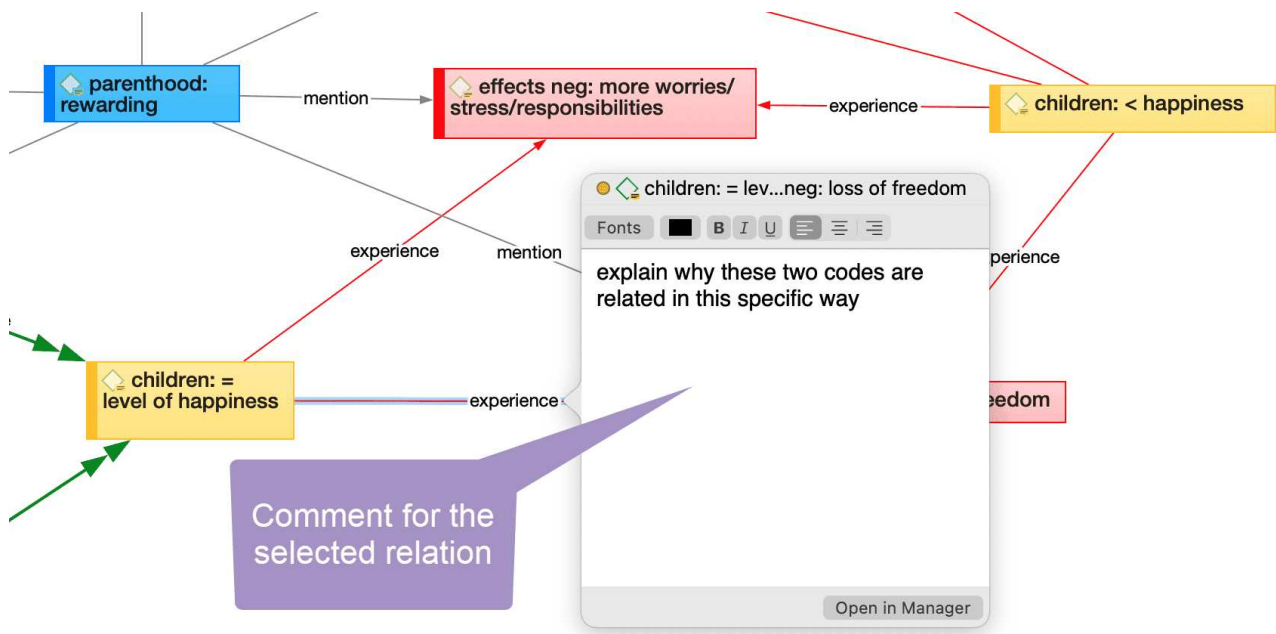 parenthood:
rewarding
mention
effects neg: more worries/
stress/responsibilities
experience
children: < happiness
children: = lev...neg: loss of freedom
Fonts
B I U
explain why these two codes are
related in this specific way
experience
mention
perience
children: =
level of happiness
experience
eedom
Comment for the
selected relation
Open in Manager